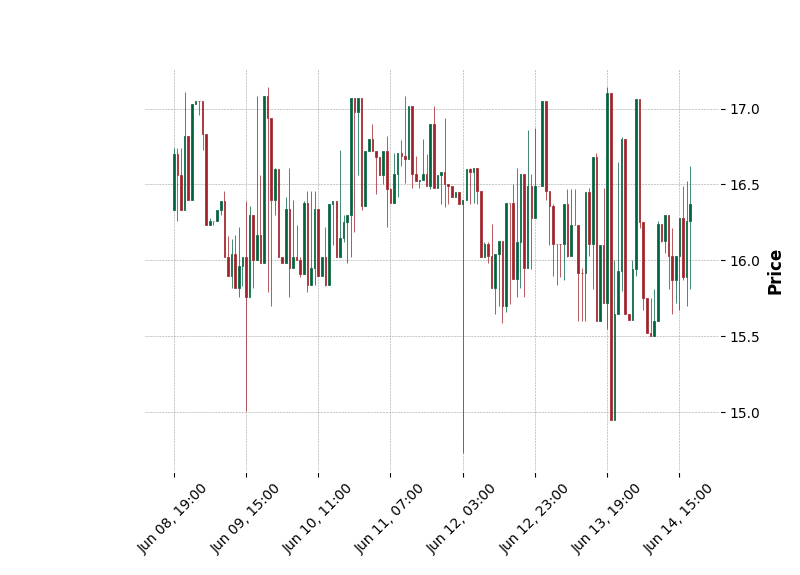 17.0
16.5
16.0
15.5
15.0
Price
Jun 08, 19:00
Jun 09, 15:00
Jun 10, 11:00
Jun 11, 07:00
Jun 12, 03:00
Jun 12, 23:00
Jun 13, 19:00
Jun 14, 15:00